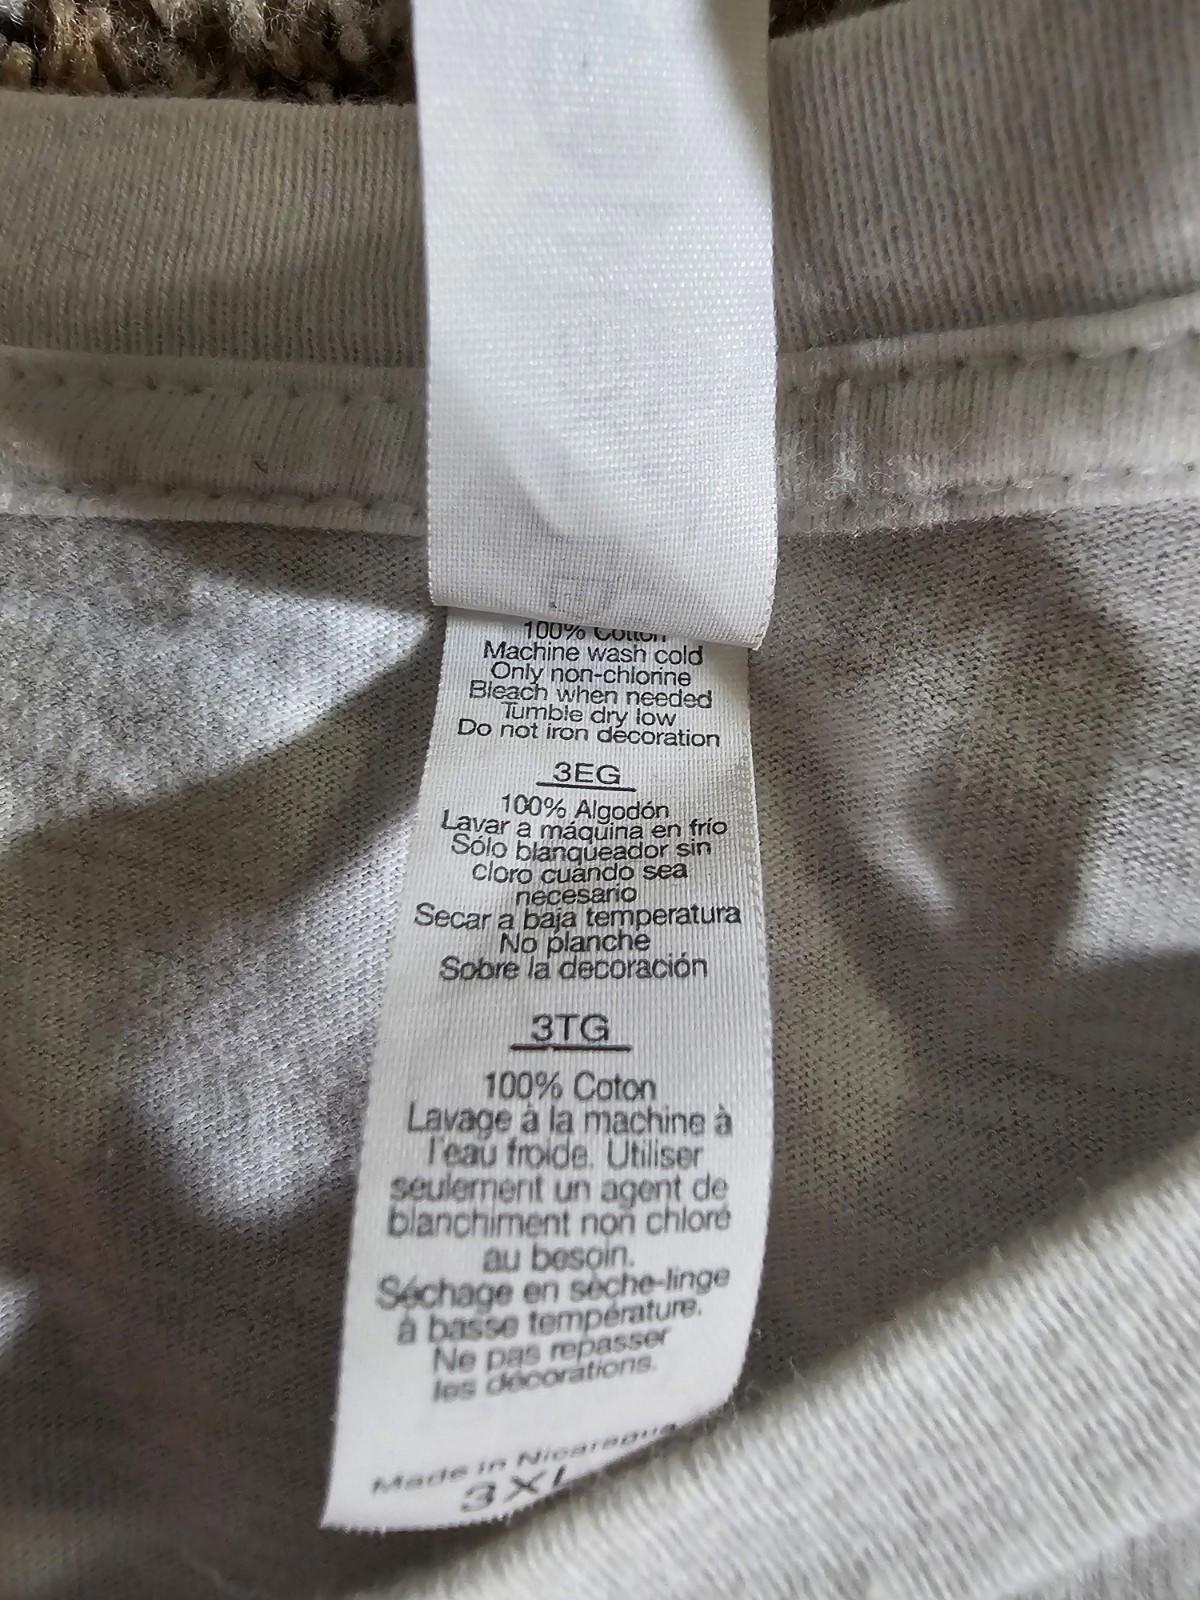 100% Cotton
Machine wash cold
Only non-chlorine
Bleach when needed
Tumble dry low
Do not iron decoration
3EG
100% Algodón
Lavar a máquina en frío
Sólo blanqueador sin
cloro cuando sea
necesario
Secar a baja temperatura
No planche
Sobre la decoración
3TG
100% Coton
Lavage à la machine à
l'eau froide. Utiliser
seulement un agent de
blanchiment non chloré
au besoin.
Séchage en sèche-linge
à basse température.
Ne pas repasser
les décorations.
Made in Nicaragua
3XL